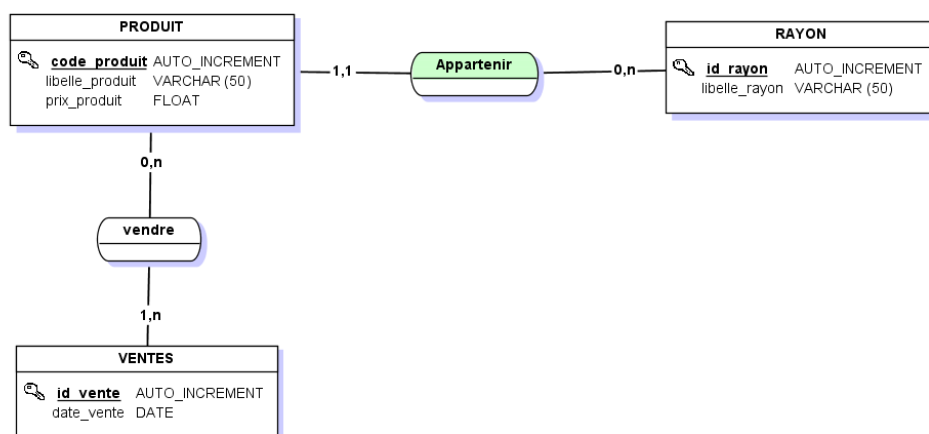 PRODUIT
code_produit AUTO_INCREMENT
libelle_produit VARCHAR (50)
prix_produit FLOAT
1,1
Appartenir
0,n
RAYON
id_rayon AUTO_INCREMENT
libelle_rayon VARCHAR (50)
0,n
vendre
1,n
VENTES
id_vente AUTO_INCREMENT
date_vente DATE